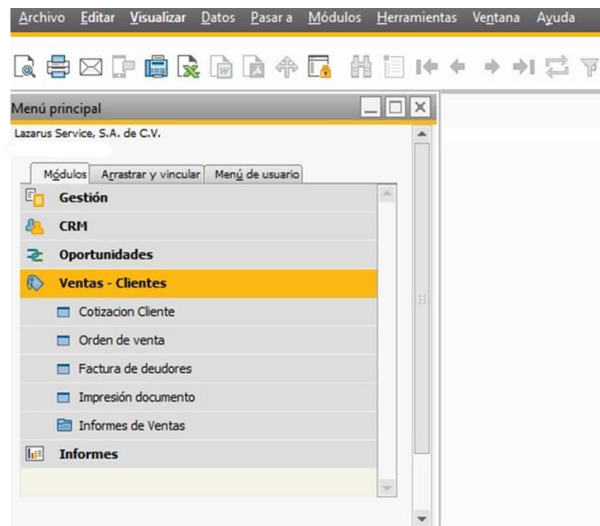 Archivo Editar Visualizar Datos Pasar a Módulos Herramientas Ventana Ayuda
Menú principal
Lazarus Service, S.A. de C.V.
Módulos Arrastrar y vincular Menú de usuario
Gestión
CRM
Oportunidades
Ventas - Clientes
Cotizacion Cliente
Orden de venta
Factura de deudores
Impresión documento
Informes de Ventas
Informes